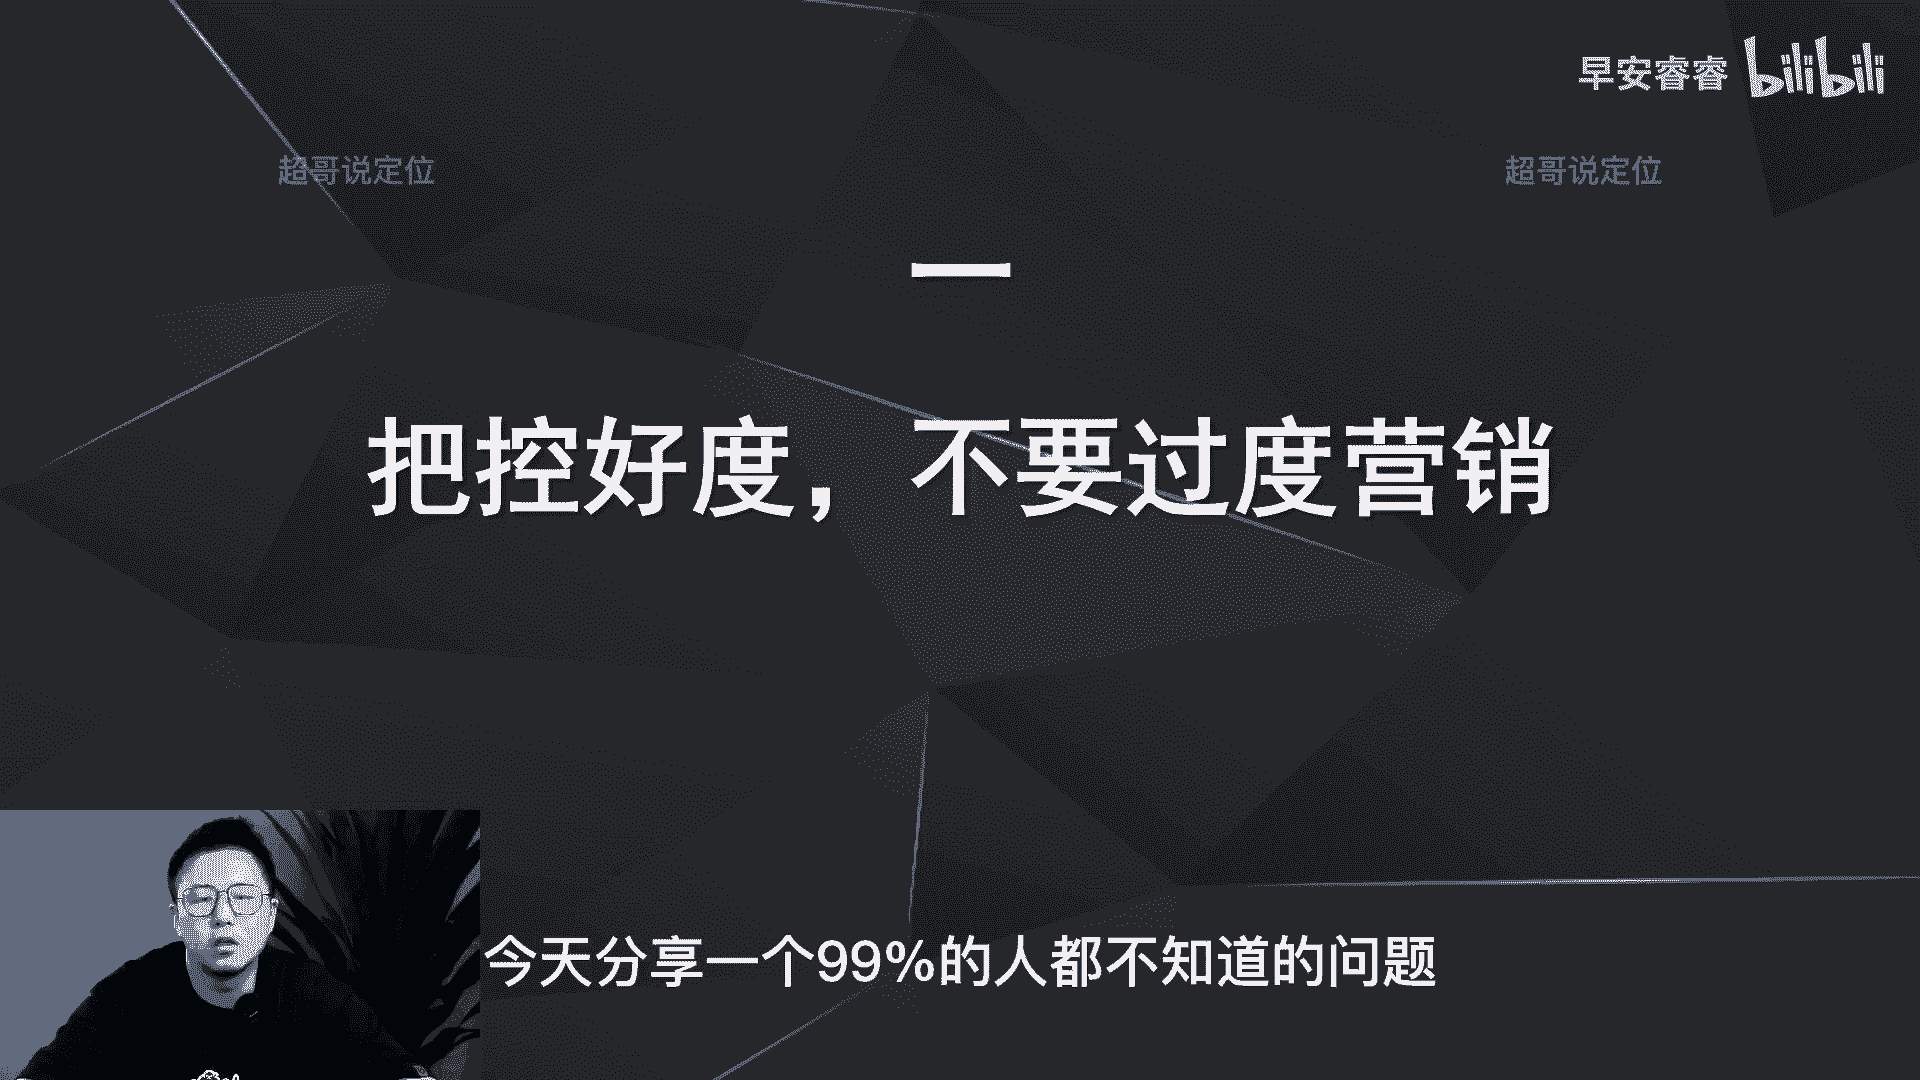 早安睿睿 bilibili
超哥说定位 超哥说定位
一
把控好度，不要过度营销
今天分享一个99%的人都不知道的问题